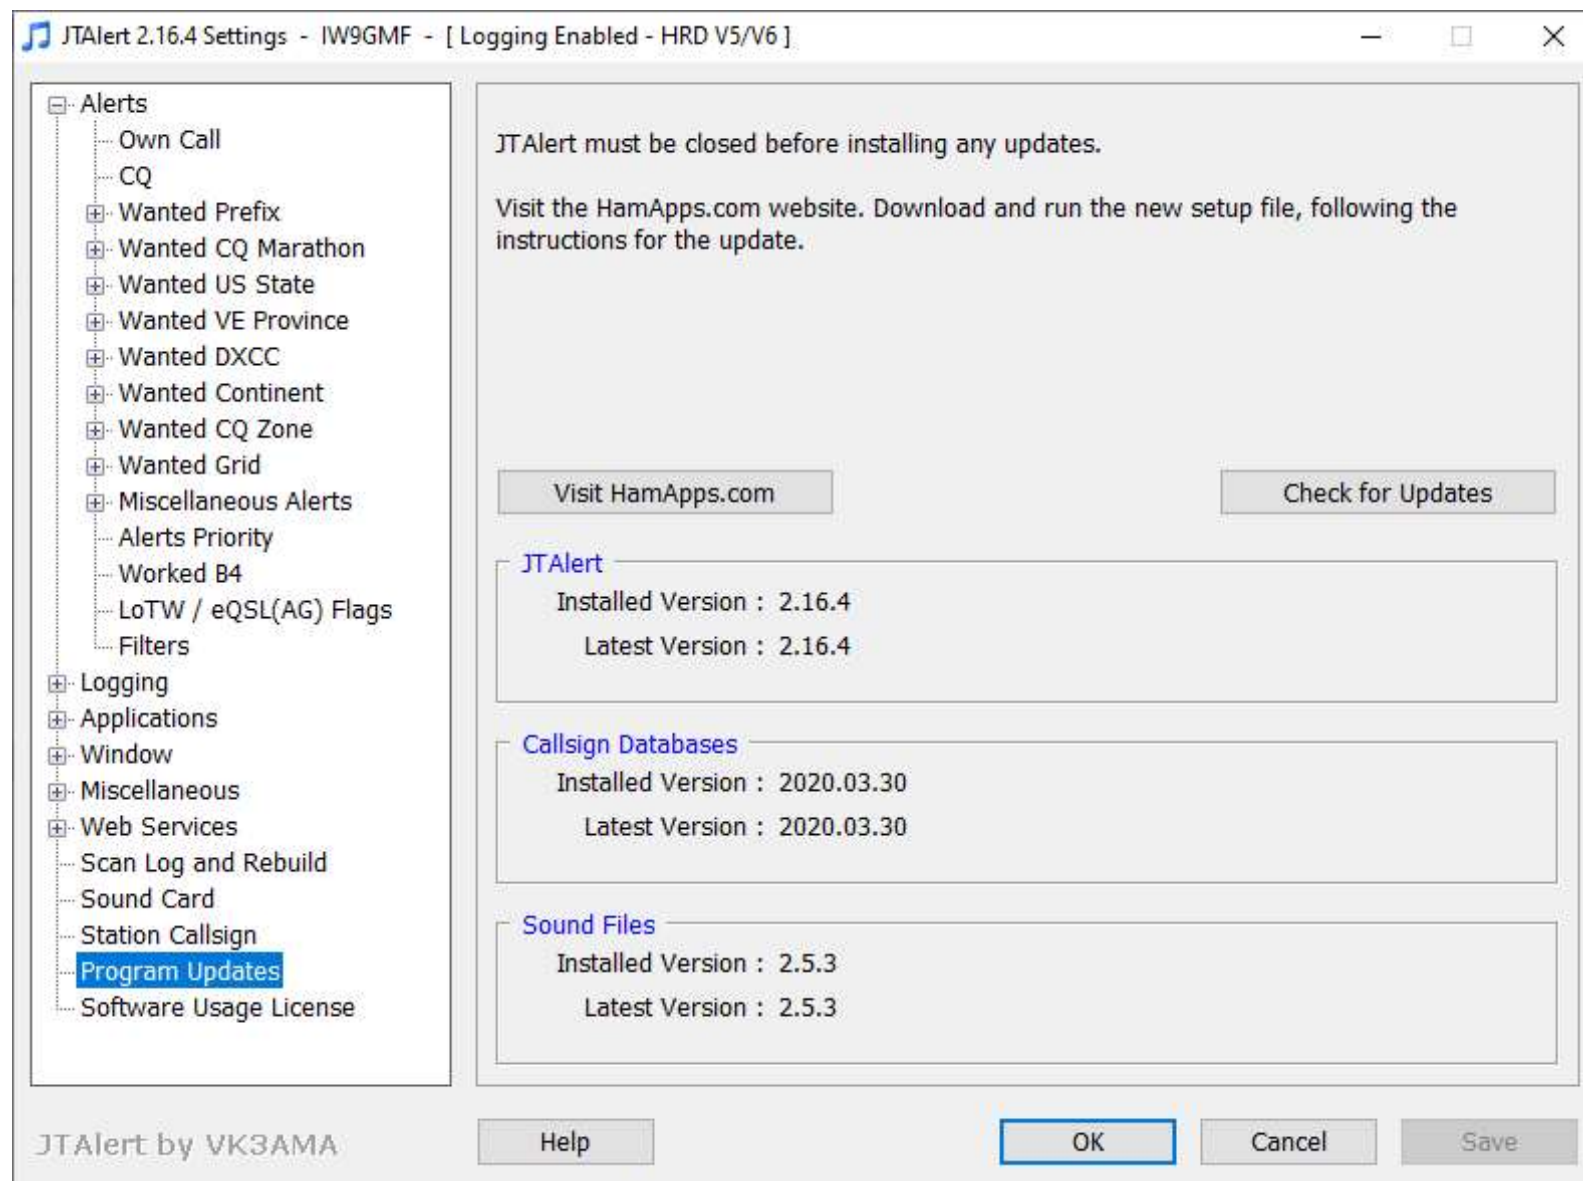 JTAlert 2.16.4 Settings - IW9GMF - [ Logging Enabled - HRD V5/V6 ]
Alerts
Own Call
CQ
Wanted Prefix
Wanted CQ Marathon
Wanted US State
Wanted VE Province
Wanted DXCC
Wanted Continent
Wanted CQ Zone
Wanted Grid
Miscellaneous Alerts
Alerts Priority
Worked B4
LoTW / eQSL(AG) Flags
Filters
Logging
Applications
Window
Miscellaneous
Web Services
Scan Log and Rebuild
Sound Card
Station Callsign
Program Updates
Software Usage License
JTAlert must be closed before installing any updates.
Visit the HamApps.com website. Download and run the new setup file, following the
instructions for the update.
Visit HamApps.com
Check for Updates
JTAlert
Installed Version : 2.16.4
Latest Version : 2.16.4
Callsign Databases
Installed Version : 2020.03.30
Latest Version : 2020.03.30
Sound Files
Installed Version : 2.5.3
Latest Version : 2.5.3
JTAlert by VK3AMA
Help
OK
Cancel
Save